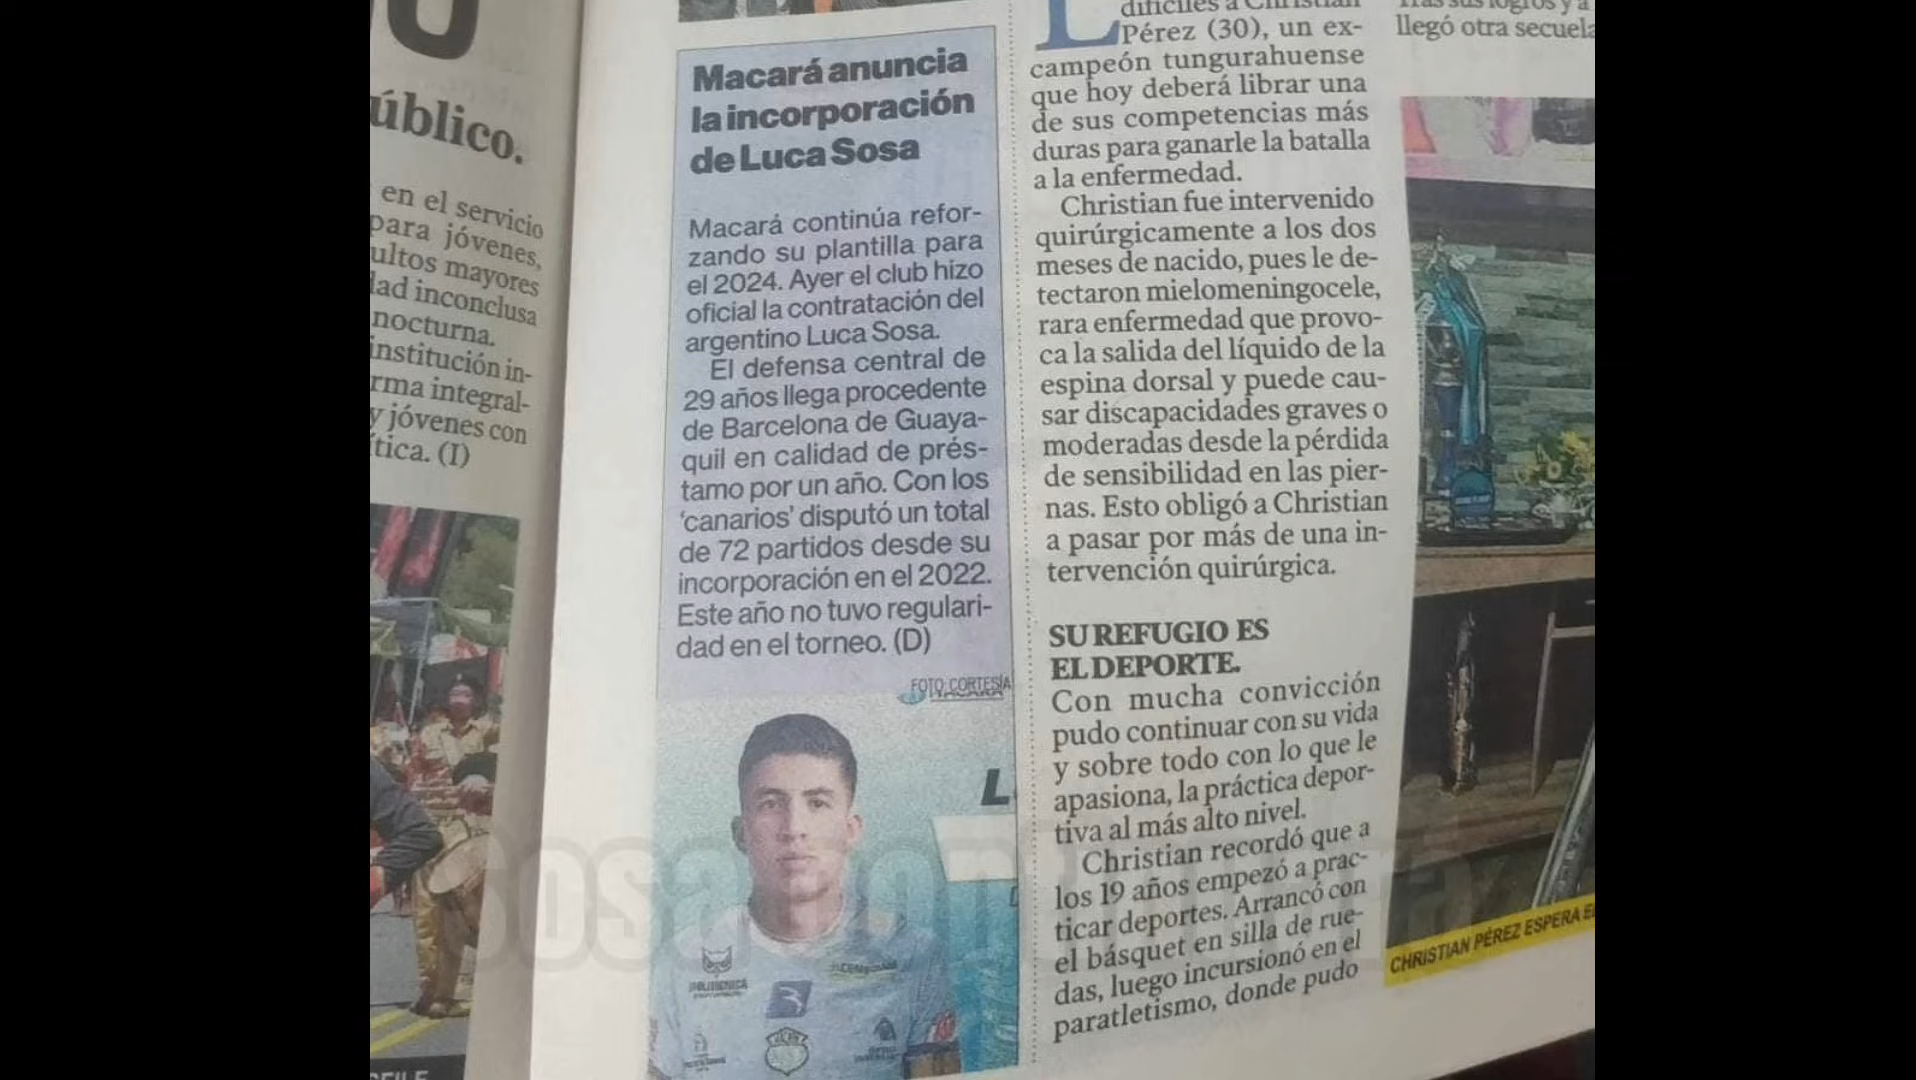 úblico.
en el servicio
para jóvenes,
ultos mayores
dad inconclusa
nocturna.
institución in-
rma integral-
y jóvenes con
ítica. (I)
Macará anuncia
la incorporación
de Luca Sosa
Macará continúa refor-
zando su plantilla para
el 2024. Ayer el club hizo
oficial la contratación del
argentino Luca Sosa.
El defensa central de
29 años llega procedente
de Barcelona de Guaya-
quil en calidad de prés-
tamo por un año. Con los
‘canarios’ disputó un total
de 72 partidos desde su
incorporación en el 2022.
Este año no tuvo regulari-
dad en el torneo. (D)
FOTO: CORTESÍA
L
POLITÉCNICA
difíciles a Christian
Pérez (30), un ex-
campeón tungurahuense
que hoy deberá librar una
de sus competencias más
duras para ganarle la batalla
a la enfermedad.
Christian fue intervenido
quirúrgicamente a los dos
meses de nacido, pues le de-
tectaron mielomeningocele,
rara enfermedad que provo-
ca la salida del líquido de la
espina dorsal y puede cau-
sar discapacidades graves o
moderadas desde la pérdida
de sensibilidad en las pier-
nas. Esto obligó a Christian
a pasar por más de una in-
tervención quirúrgica.
SU REFUGIO ES
EL DEPORTE.
Con mucha convicción
pudo continuar con su vida
y sobre todo con lo que le
apasiona, la práctica depor-
tiva al más alto nivel.
Christian recordó que a
los 19 años empezó a prac-
ticar deportes. Arrancó con
el básquet en silla de rue-
das, luego incursionó en el
paratletismo, donde pudo
Tras sus logros y a
llegó otra secuela
CHRISTIAN PÉREZ ESPERA E